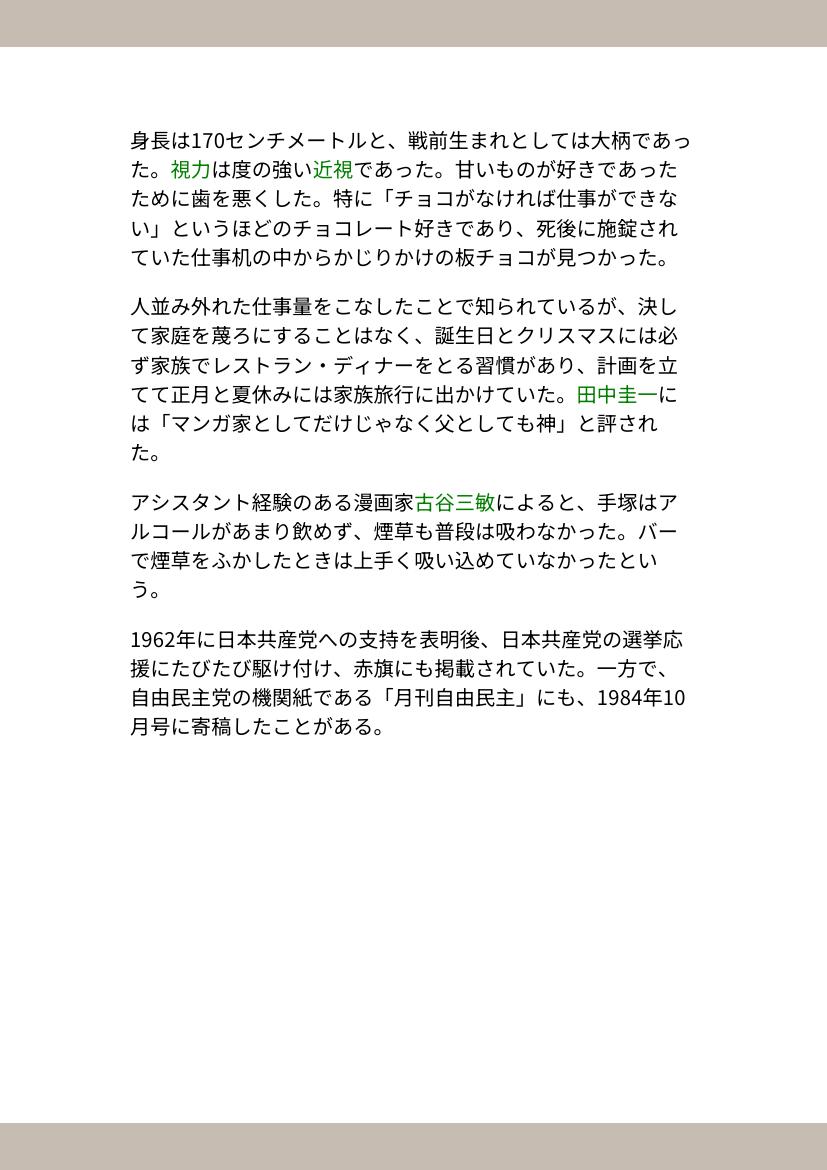 身長は170センチメートルと、戦前生まれとしては大柄であっ
た。視力は度の強い近視であった。甘いものが好きであった
ために歯を悪くした。特に「チョコがなければ仕事ができな
い」というほどのチョコレート好きであり、死後に施錠され
ていた仕事机の中からかじりかけの板チョコが見つかった。
人並み外れた仕事量をこなしたことで知られているが、決し
て家庭を蔑ろにすることはなく、誕生日とクリスマスには必
ず家族でレストラン・ディナーをとる習慣があり、計画を立
てて正月と夏休みには家族旅行に出かけていた。田中圭一に
は「マンガ家としてだけじゃなく父としても神」と評され
た。
アシスタント経験のある漫画家古谷三敏によると、手塚はア
ルコールがあまり飲めず、煙草も普段は吸わなかった。バー
で煙草をふかしたときは上手く吸い込めていなかったとい
う。
1962年に日本共産党への支持を表明後、日本共産党の選挙応
援にたびたび駆け付け、赤旗にも掲載されていた。一方で、
自由民主党の機関紙である「月刊自由民主」にも、1984年10
月号に寄稿したことがある。